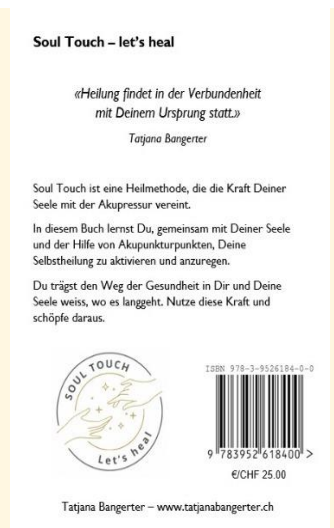 Soul Touch – let's heal
«Heilung findet in der Verbundenheit
mit Deinem Ursprung statt.»
Tatjana Bangerter
Soul Touch ist eine Heilmethode, die die Kraft Deiner
Seele mit der Akupressur vereint.
In diesem Buch lernst Du, gemeinsam mit Deiner Seele
und der Hilfe von Akupunkturpunkten, Deine
Selbstheilung zu aktivieren und anzuregen.
Du trägst den Weg der Gesundheit in Dir und Deine
Seele weiss, wo es langgeht. Nutze diese Kraft und
schöpfe daraus.
SOUL TOUCH
Let's heal
ISBN 978-3-9526184-0-0
9 783952 618400 >
€/CHF 25.00
Tatjana Bangerter – www.tatjanabangerter.ch